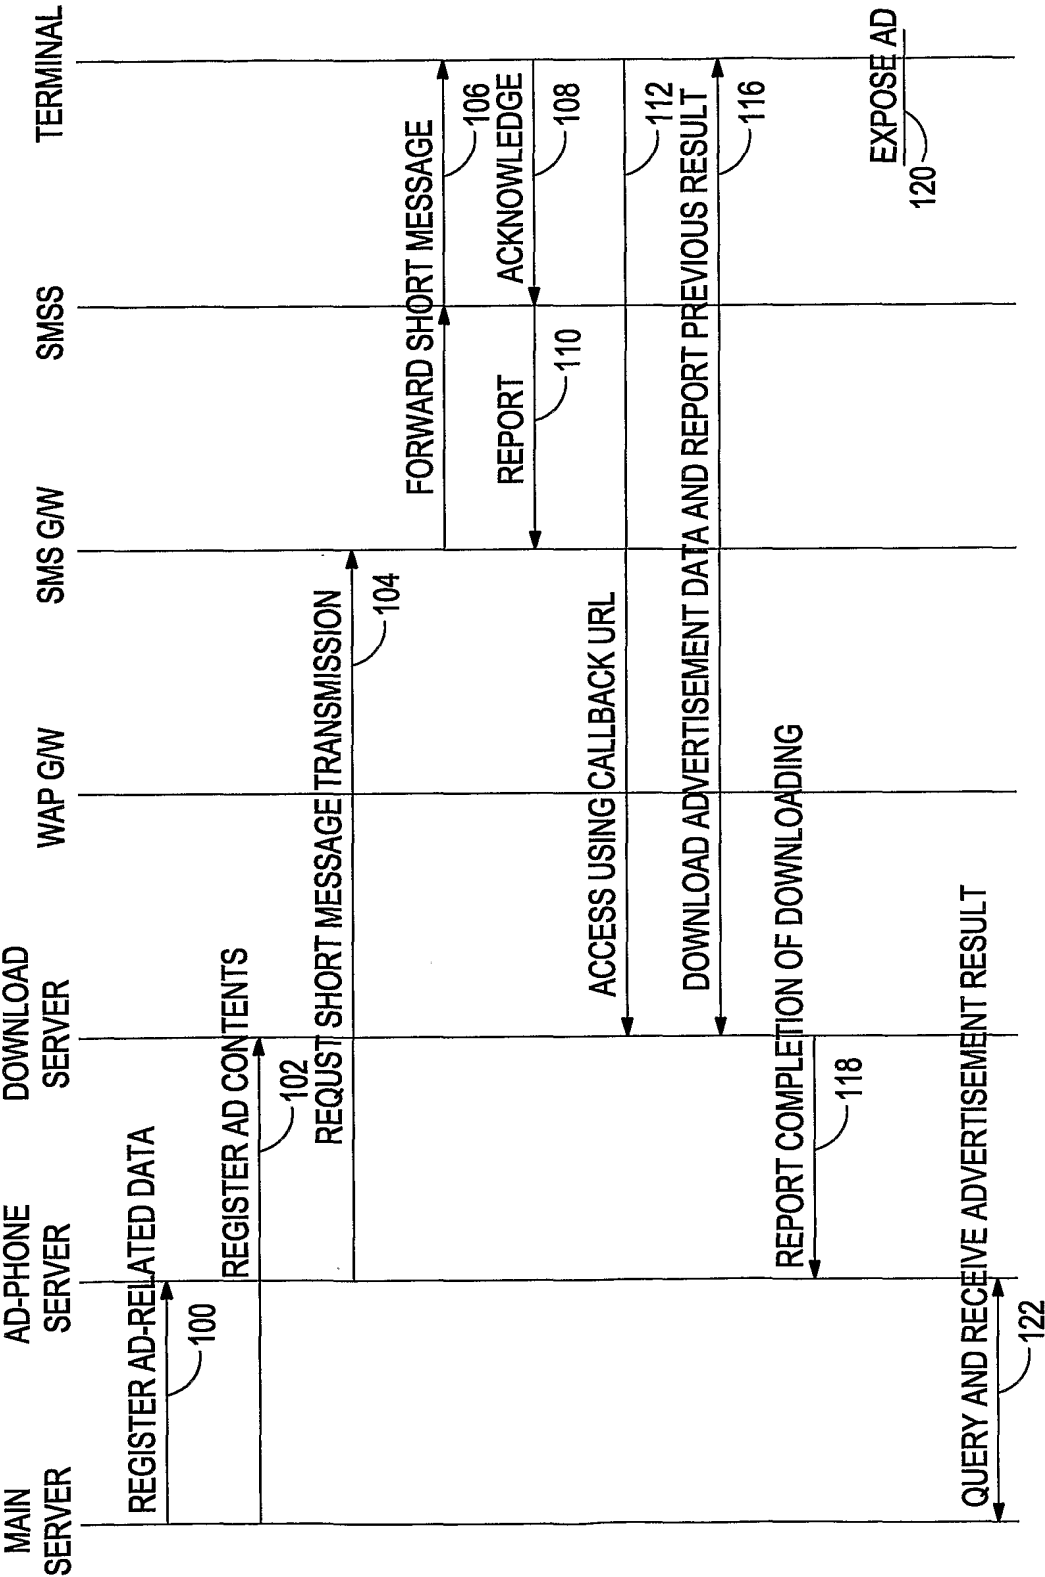 MAIN
SERVER
AD-PHONE
SERVER
DOWNLOAD
SERVER
WAP G/W
SMS G/W
SMSS
TERMINAL
REGISTER AD-RELATED DATA
100
REGISTER AD CONTENTS
102
REQUST SHORT MESSAGE TRANSMISSION
104
FORWARD SHORT MESSAGE
106
ACKNOWLEDGE
108
REPORT
110
ACCESS USING CALLBACK URL
112
DOWNLOAD ADVERTISEMENT DATA AND REPORT PREVIOUS RESULT
116
REPORT COMPLETION OF DOWNLOADING
118
EXPOSE AD
120
QUERY AND RECEIVE ADVERTISEMENT RESULT
122